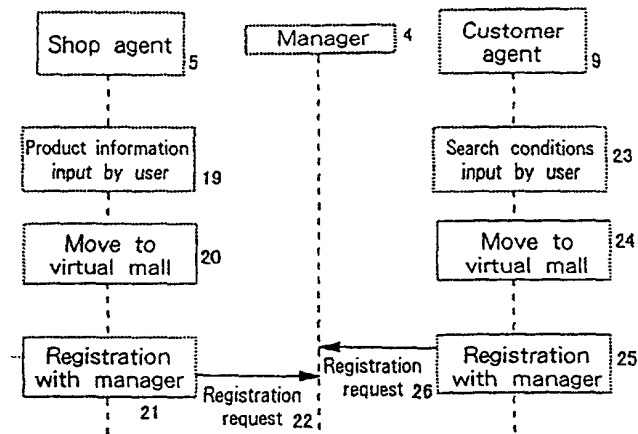 Shop agent
5
Manager
4
Customer
agent
9
Product information
input by user
19
Search conditions
input by user
23
Move to
virtual mall
20
Move to
virtual mall
24
Registration
with manager
21
Registration
request 22
Registration
request 26
Registration
with manager
25